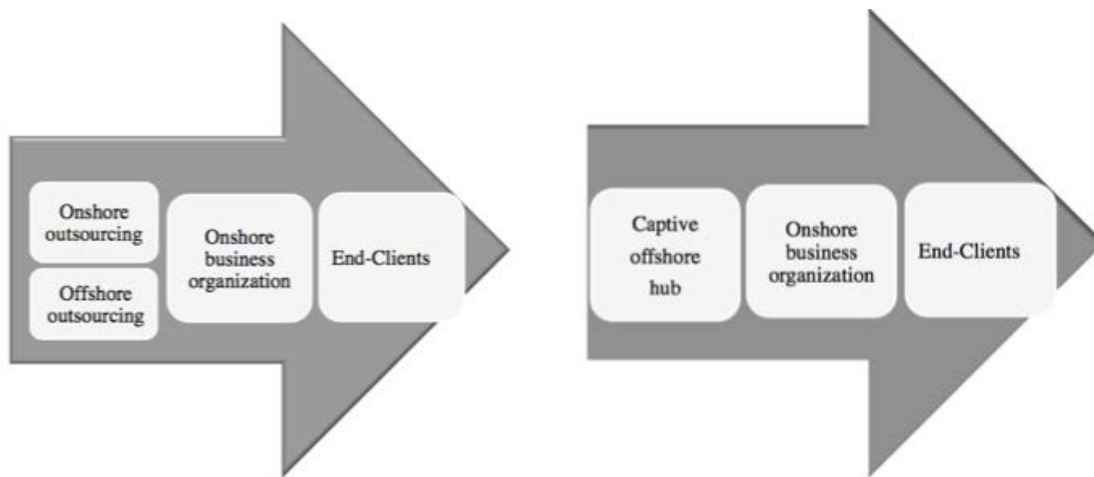 Onshore
outsourcing
Offshore
outsourcing
Onshore
business
organization
End-Clients
Captive
offshore
hub
Onshore
business
organization
End-Clients